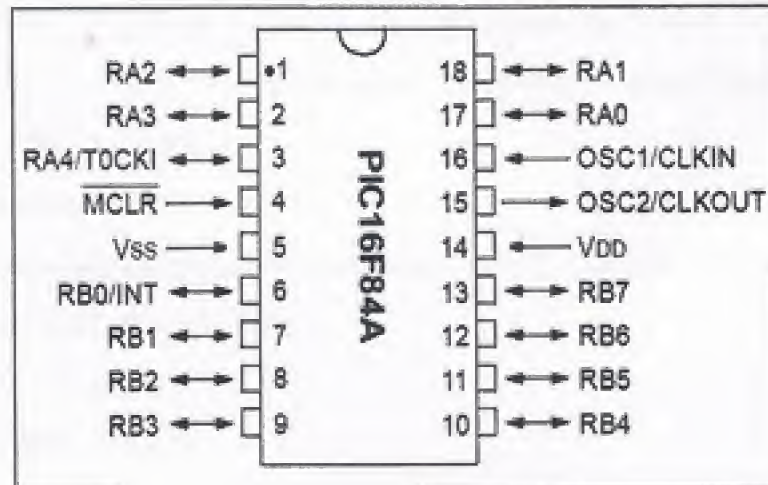 RA2 1 18 RA1
RA3 2 17 RA0
RA4/T0CKI 3 16 OSC1/CLKIN
MCLR 4 15 OSC2/CLKOUT
VSS 5 14 VDD
RB0/INT 6 13 RB7
RB1 7 12 RB6
RB2 8 11 RB5
RB3 9 10 RB4
PIC16F84A